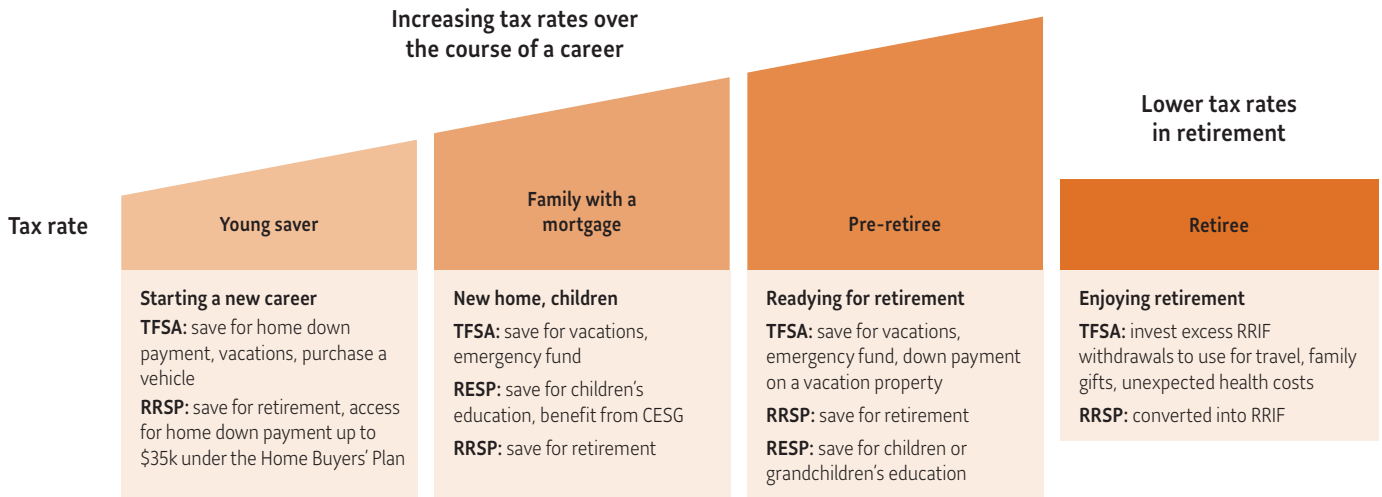 Increasing tax rates over
the course of a career
Lower tax rates
in retirement
Tax rate
Young saver
Family with a
mortgage
Pre-retiree
Retiree
Starting a new career
TFSA: save for home down
payment, vacations, purchase a
vehicle
RRSP: save for retirement, access
for home down payment up to
$35k under the Home Buyers’ Plan
New home, children
TFSA: save for vacations,
emergency fund
RESP: save for children’s
education, benefit from CESG
RRSP: save for retirement
Readying for retirement
TFSA: save for vacations,
emergency fund, down payment
on a vacation property
RRSP: save for retirement
RESP: save for children or
grandchildren’s education
Enjoying retirement
TFSA: invest excess RRIF
withdrawals to use for travel, family
gifts, unexpected health costs
RRSP: converted into RRIF